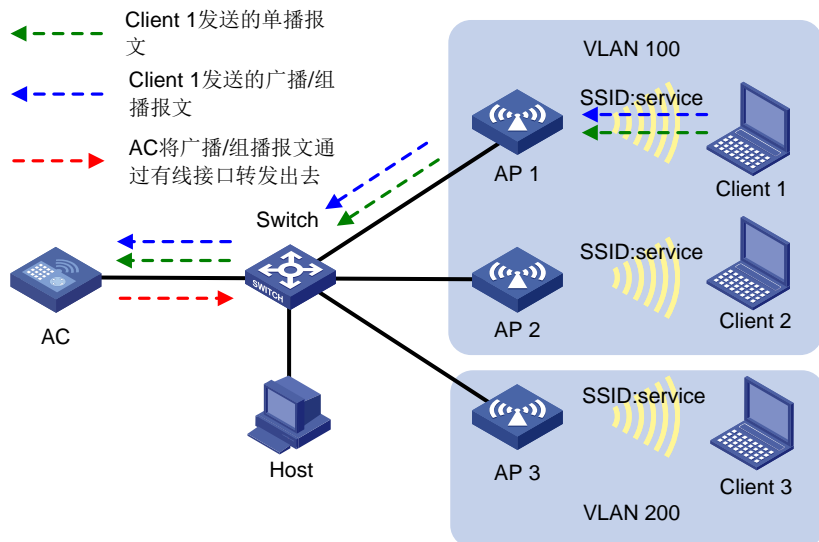 Client 1发送的单播报
文
Client 1发送的广播/组
播报文
AC将广播/组播报文通
过有线接口转发出去
VLAN 100
SSID:service
AP 1
Client 1
Switch
SWITCH
SSID:service
AP 2
Client 2
AC
Host
SSID:service
AP 3
Client 3
VLAN 200